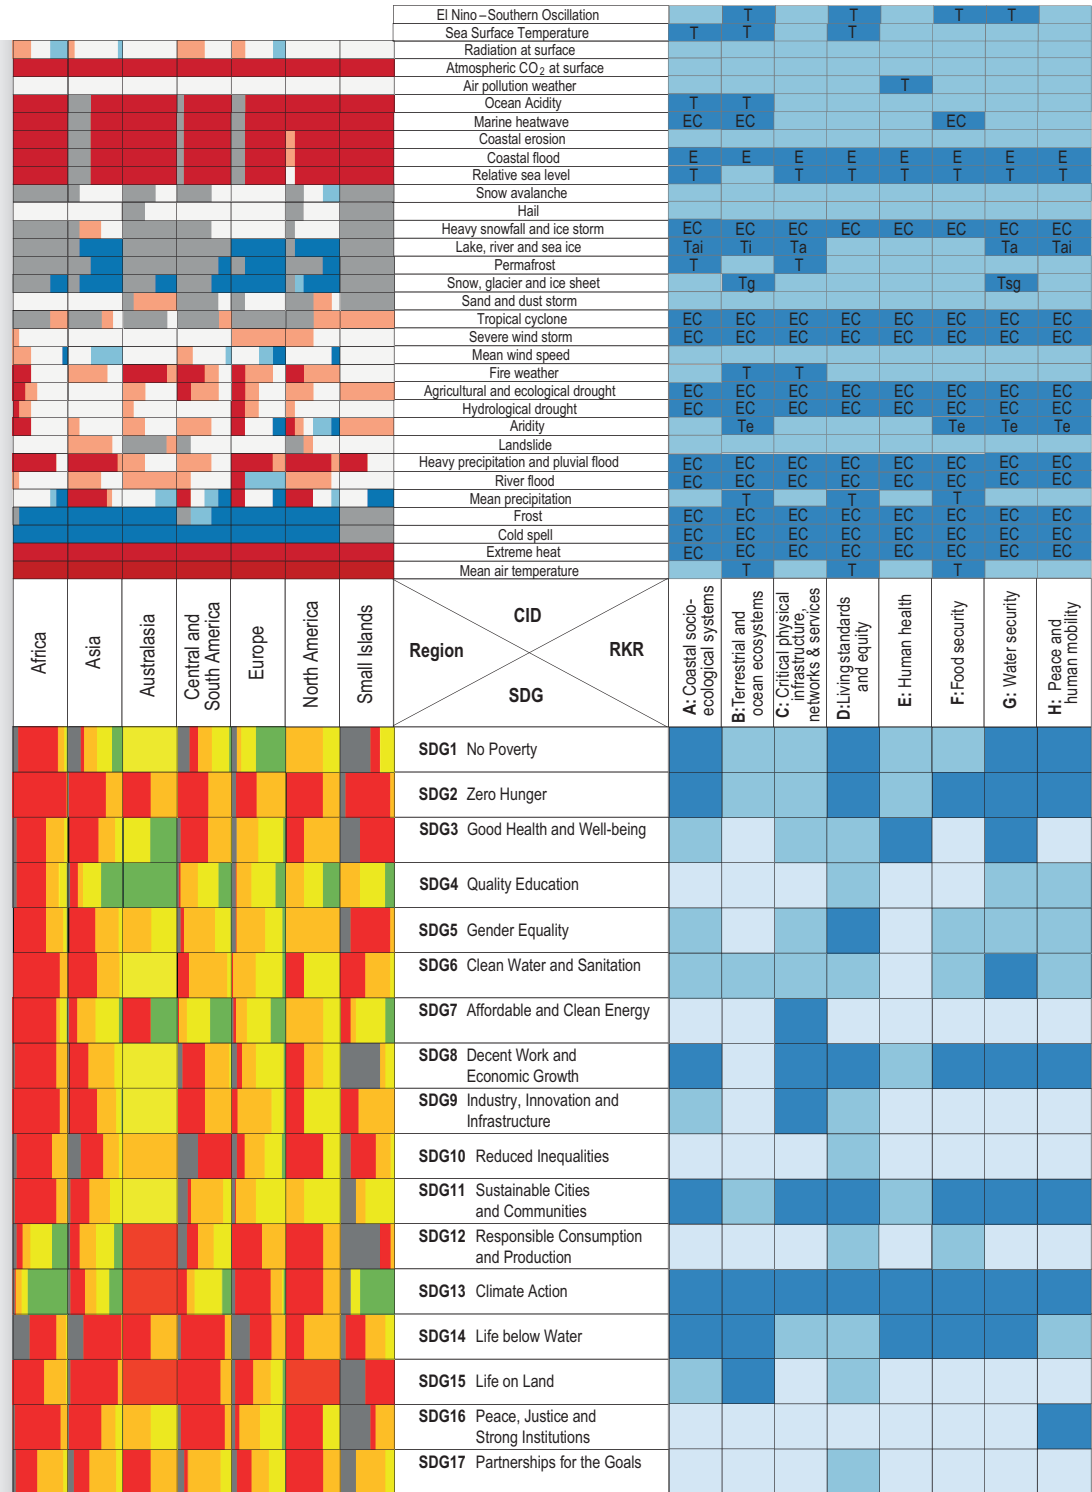 El Nino–Southern Oscillation T T T T
Sea Surface Temperature T T T
Radiation at surface
Atmospheric CO2 at surface
Air pollution weather T
Ocean Acidity T T
Marine heatwave EC EC EC
Coastal erosion
Coastal flood E E E E E E E E
Relative sea level T T T T T T T
Snow avalanche
Hail
Heavy snowfall and ice storm EC EC EC EC EC EC EC EC
Lake, river and sea ice Tai Ti Ta Ta Tai
Permafrost T T
Snow, glacier and ice sheet Tg Tsg
Sand and dust storm
Tropical cyclone EC EC EC EC EC EC EC EC
Severe wind storm EC EC EC EC EC EC EC EC
Mean wind speed
Fire weather T T
Agricultural and ecological drought EC EC EC EC EC EC EC EC
Hydrological drought EC EC EC EC EC EC EC EC
Aridity Te Te Te Te
Landslide
Heavy precipitation and pluvial flood EC EC EC EC EC EC EC EC
River flood EC EC EC EC EC EC EC EC
Mean precipitation T T T
Frost EC EC EC EC EC EC EC EC
Cold spell EC EC EC EC EC EC EC EC
Extreme heat EC EC EC EC EC EC EC EC
Mean air temperature T T T
Africa
Asia
Australasia
Central and
South America
Europe
North America
Small Islands
CID
Region
RKR
SDG
A: Coastal socio-
ecological systems
B: Terrestrial and
ocean ecosystems
C: Critical physical
infrastructure,
networks & services
D: Living standards
and equity
E: Human health
F: Food security
G: Water security
H: Peace and
human mobility
SDG1 No Poverty
SDG2 Zero Hunger
SDG3 Good Health and Well-being
SDG4 Quality Education
SDG5 Gender Equality
SDG6 Clean Water and Sanitation
SDG7 Affordable and Clean Energy
SDG8 Decent Work and
Economic Growth
SDG9 Industry, Innovation and
Infrastructure
SDG10 Reduced Inequalities
SDG11 Sustainable Cities
and Communities
SDG12 Responsible Consumption
and Production
SDG13 Climate Action
SDG14 Life below Water
SDG15 Life on Land
SDG16 Peace, Justice and
Strong Institutions
SDG17 Partnerships for the Goals